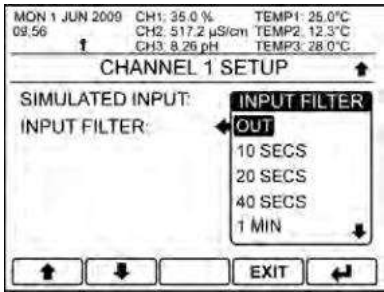 MON 1 JUN 2009 CH1: 35.0 % TEMP1: 25.0°C
09:56 CH2: 517.2 µS/cm TEMP2: 12.3°C
CH3: 8.26 pH TEMP3: 28.0°C
CHANNEL 1 SETUP
SIMULATED INPUT:
INPUT FILTER:
INPUT FILTER
OUT
10 SECS
20 SECS
40 SECS
1 MIN
EXIT